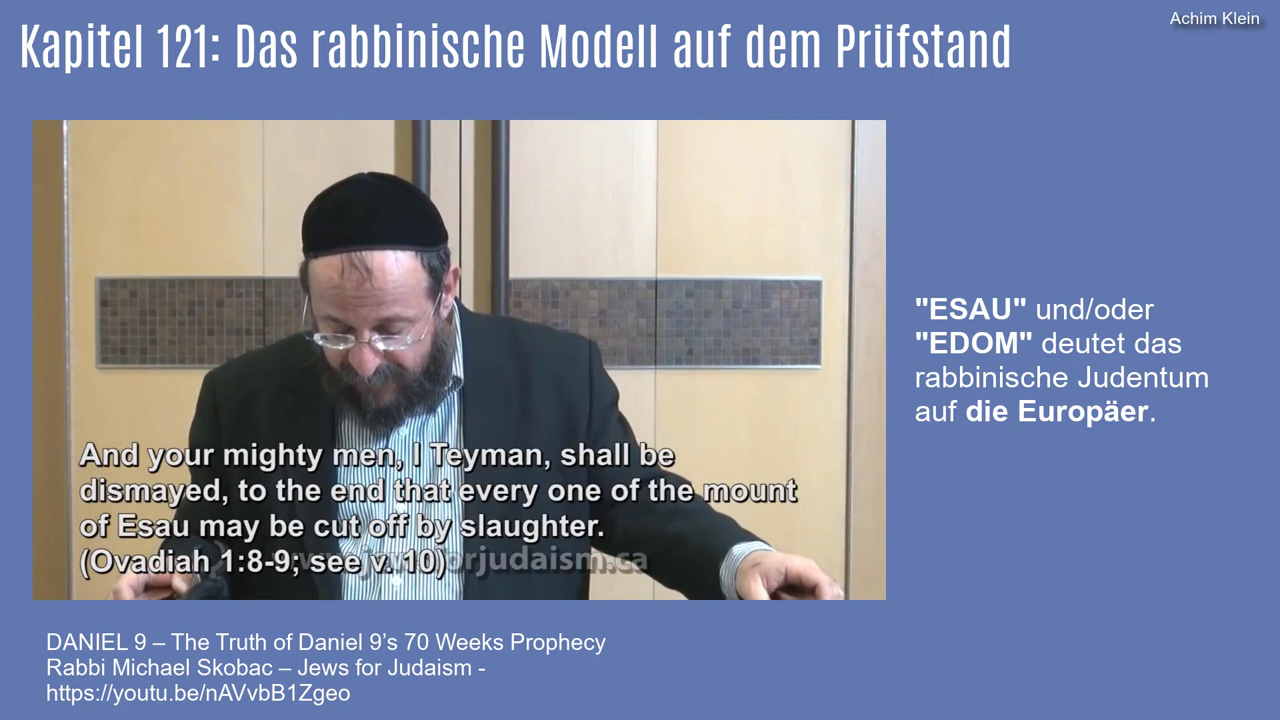 Achim Klein
Kapitel 121: Das rabbinische Modell auf dem Prüfstand
And your mighty men, I Teyman, shall be
dismayed, to the end that every one of the mount
of Esau may be cut off by slaughter.
(Ovadiah 1:8-9; see v.10)
orjudaism.ca
"ESAU" und/oder
"EDOM" deutet das
rabbinische Judentum
auf die Europäer.
DANIEL 9 – The Truth of Daniel 9’s 70 Weeks Prophecy
Rabbi Michael Skobac – Jews for Judaism -
https://youtu.be/nAVvbB1Zgeo